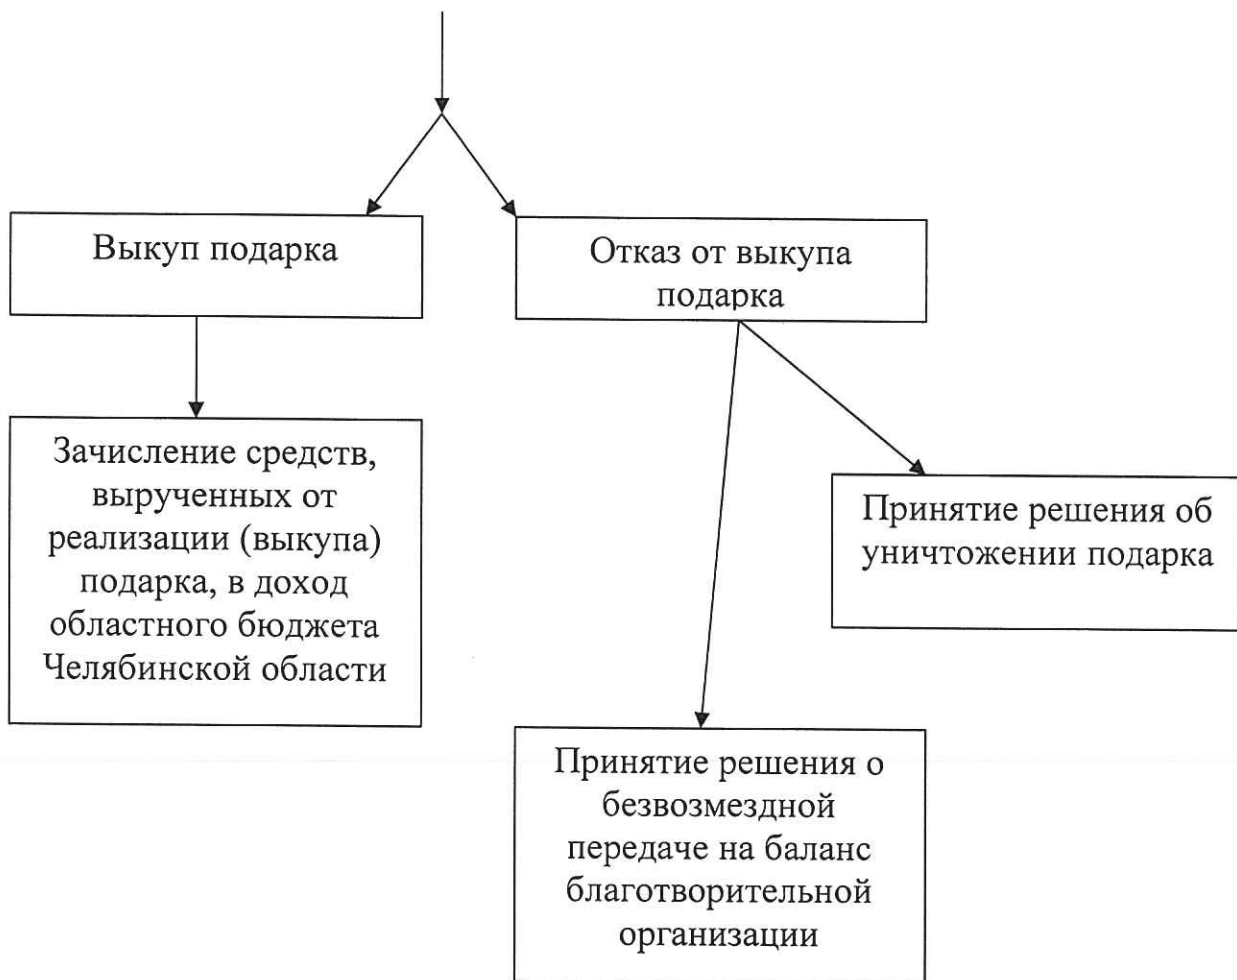 Выкуп подарка
Отказ от выкупа
подарка
Зачисление средств,
вырученных от
реализации (выкупа)
подарка, в доход
областного бюджета
Челябинской области
Принятие решения об
уничтожении подарка
Принятие решения о
безвозмездной
передаче на баланс
благотворительной
организации